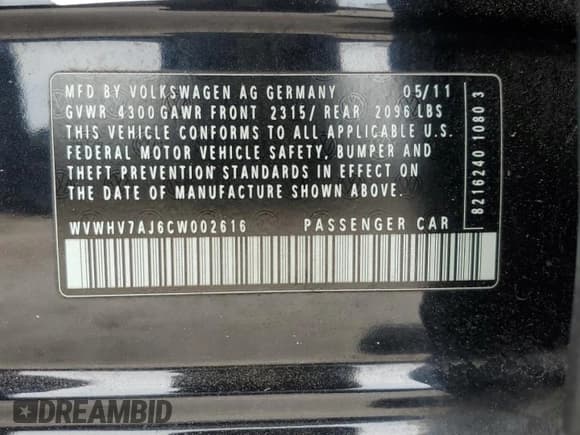 MFD BY VOLKSWAGEN AG GERMANY 05/11
GVWR 4300 GAWR FRONT 2315/ REAR 2096 LBS
THIS VEHICLE CONFORMS TO ALL APPLICABLE U.S.
FEDERAL MOTOR VEHICLE SAFETY, BUMPER AND
THEFT PREVENTION STANDARDS IN EFFECT ON
THE DATE OF MANUFACTURE SHOWN ABOVE.
WVWHV7AJ6CW002616 PASSENGER CAR
8216240 1080 3
DREAMBID